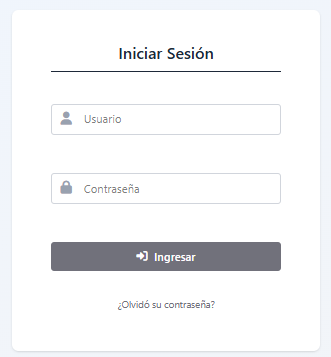 Iniciar Sesión
Usuario
Contraseña
Ingresar
¿Olvidó su contraseña?